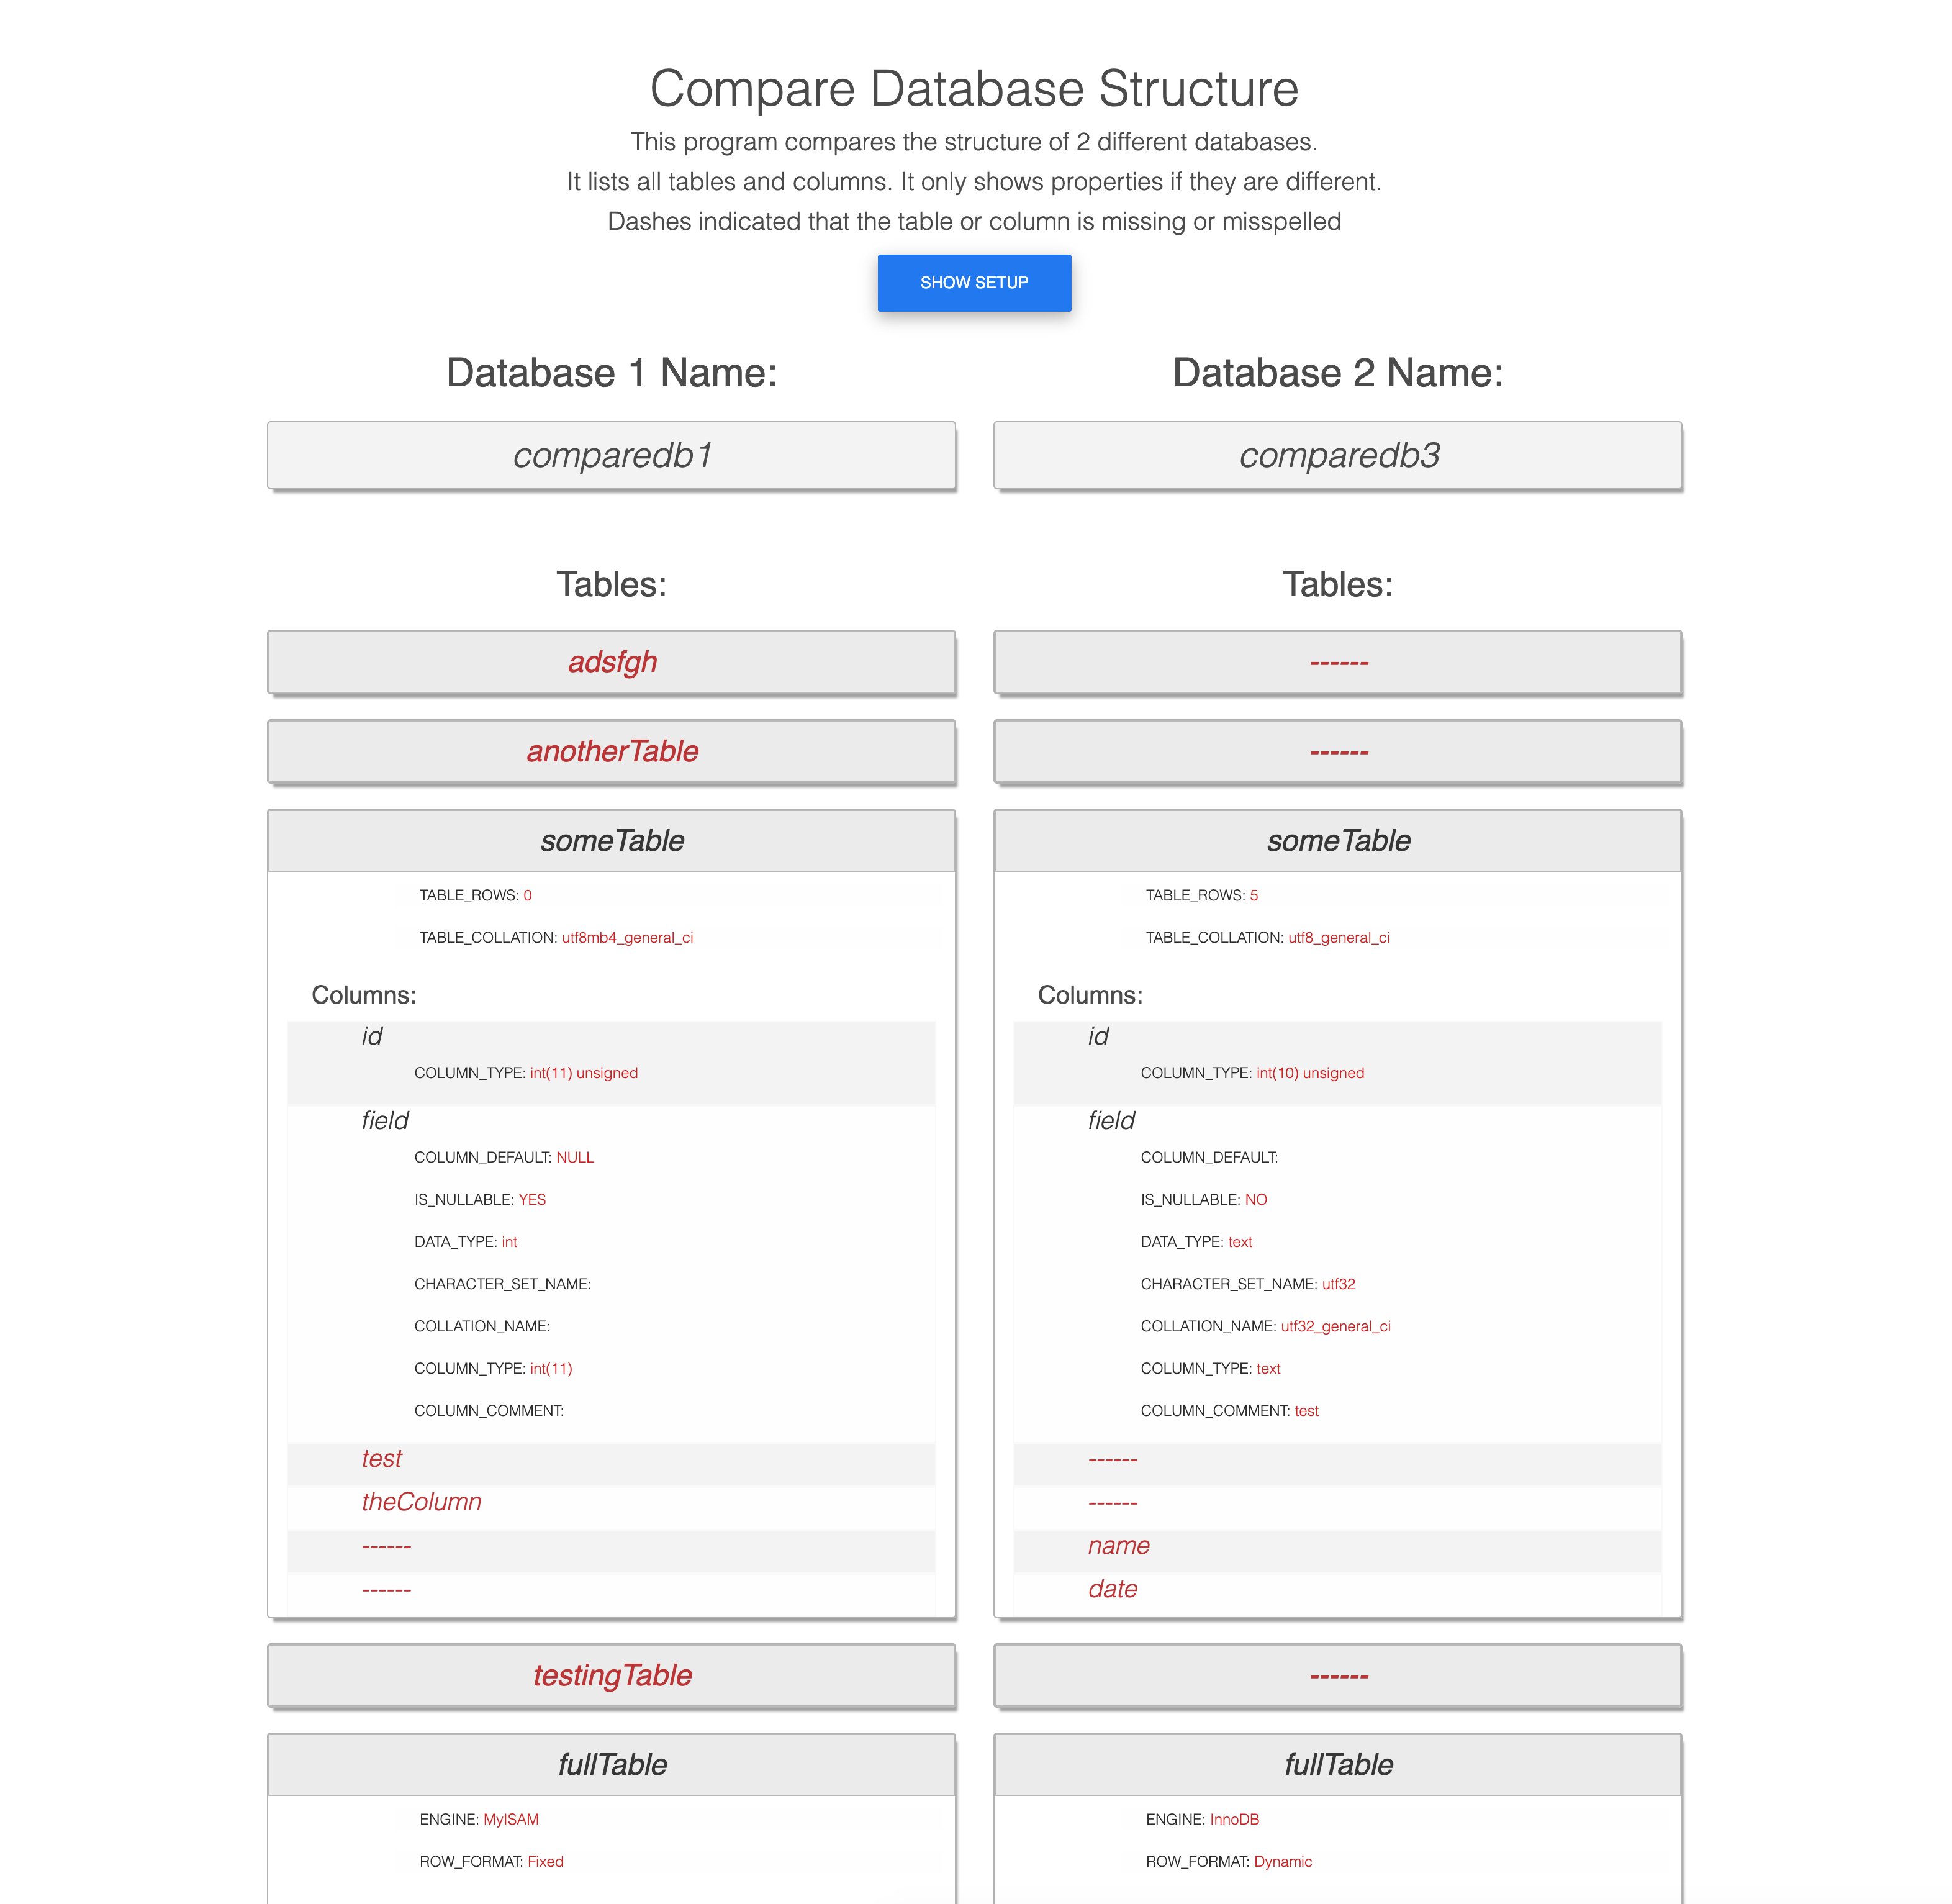 Compare Database Structure
This program compares the structure of 2 different databases.
It lists all tables and columns. It only shows properties if they are different.
Dashes indicated that the table or column is missing or misspelled
SHOW SETUP
Database 1 Name:
Database 2 Name:
comparedb1
comparedb3
Tables:
Tables:
adsfgh
------
anotherTable
------
someTable
TABLE_ROWS: 0
TABLE_COLLATION: utf8mb4_general_ci
Columns:
id
COLUMN_TYPE: int(11) unsigned
field
COLUMN_DEFAULT: NULL
IS_NULLABLE: YES
DATA_TYPE: int
CHARACTER_SET_NAME:
COLLATION_NAME:
COLUMN_TYPE: int(11)
COLUMN_COMMENT:
test
theColumn
------
------
someTable
TABLE_ROWS: 5
TABLE_COLLATION: utf8_general_ci
Columns:
id
COLUMN_TYPE: int(10) unsigned
field
COLUMN_DEFAULT:
IS_NULLABLE: NO
DATA_TYPE: text
CHARACTER_SET_NAME: utf32
COLLATION_NAME: utf32_general_ci
COLUMN_TYPE: text
COLUMN_COMMENT: test
------
------
name
date
testingTable
------
fullTable
ENGINE: MyISAM
ROW_FORMAT: Fixed
fullTable
ENGINE: InnoDB
ROW_FORMAT: Dynamic